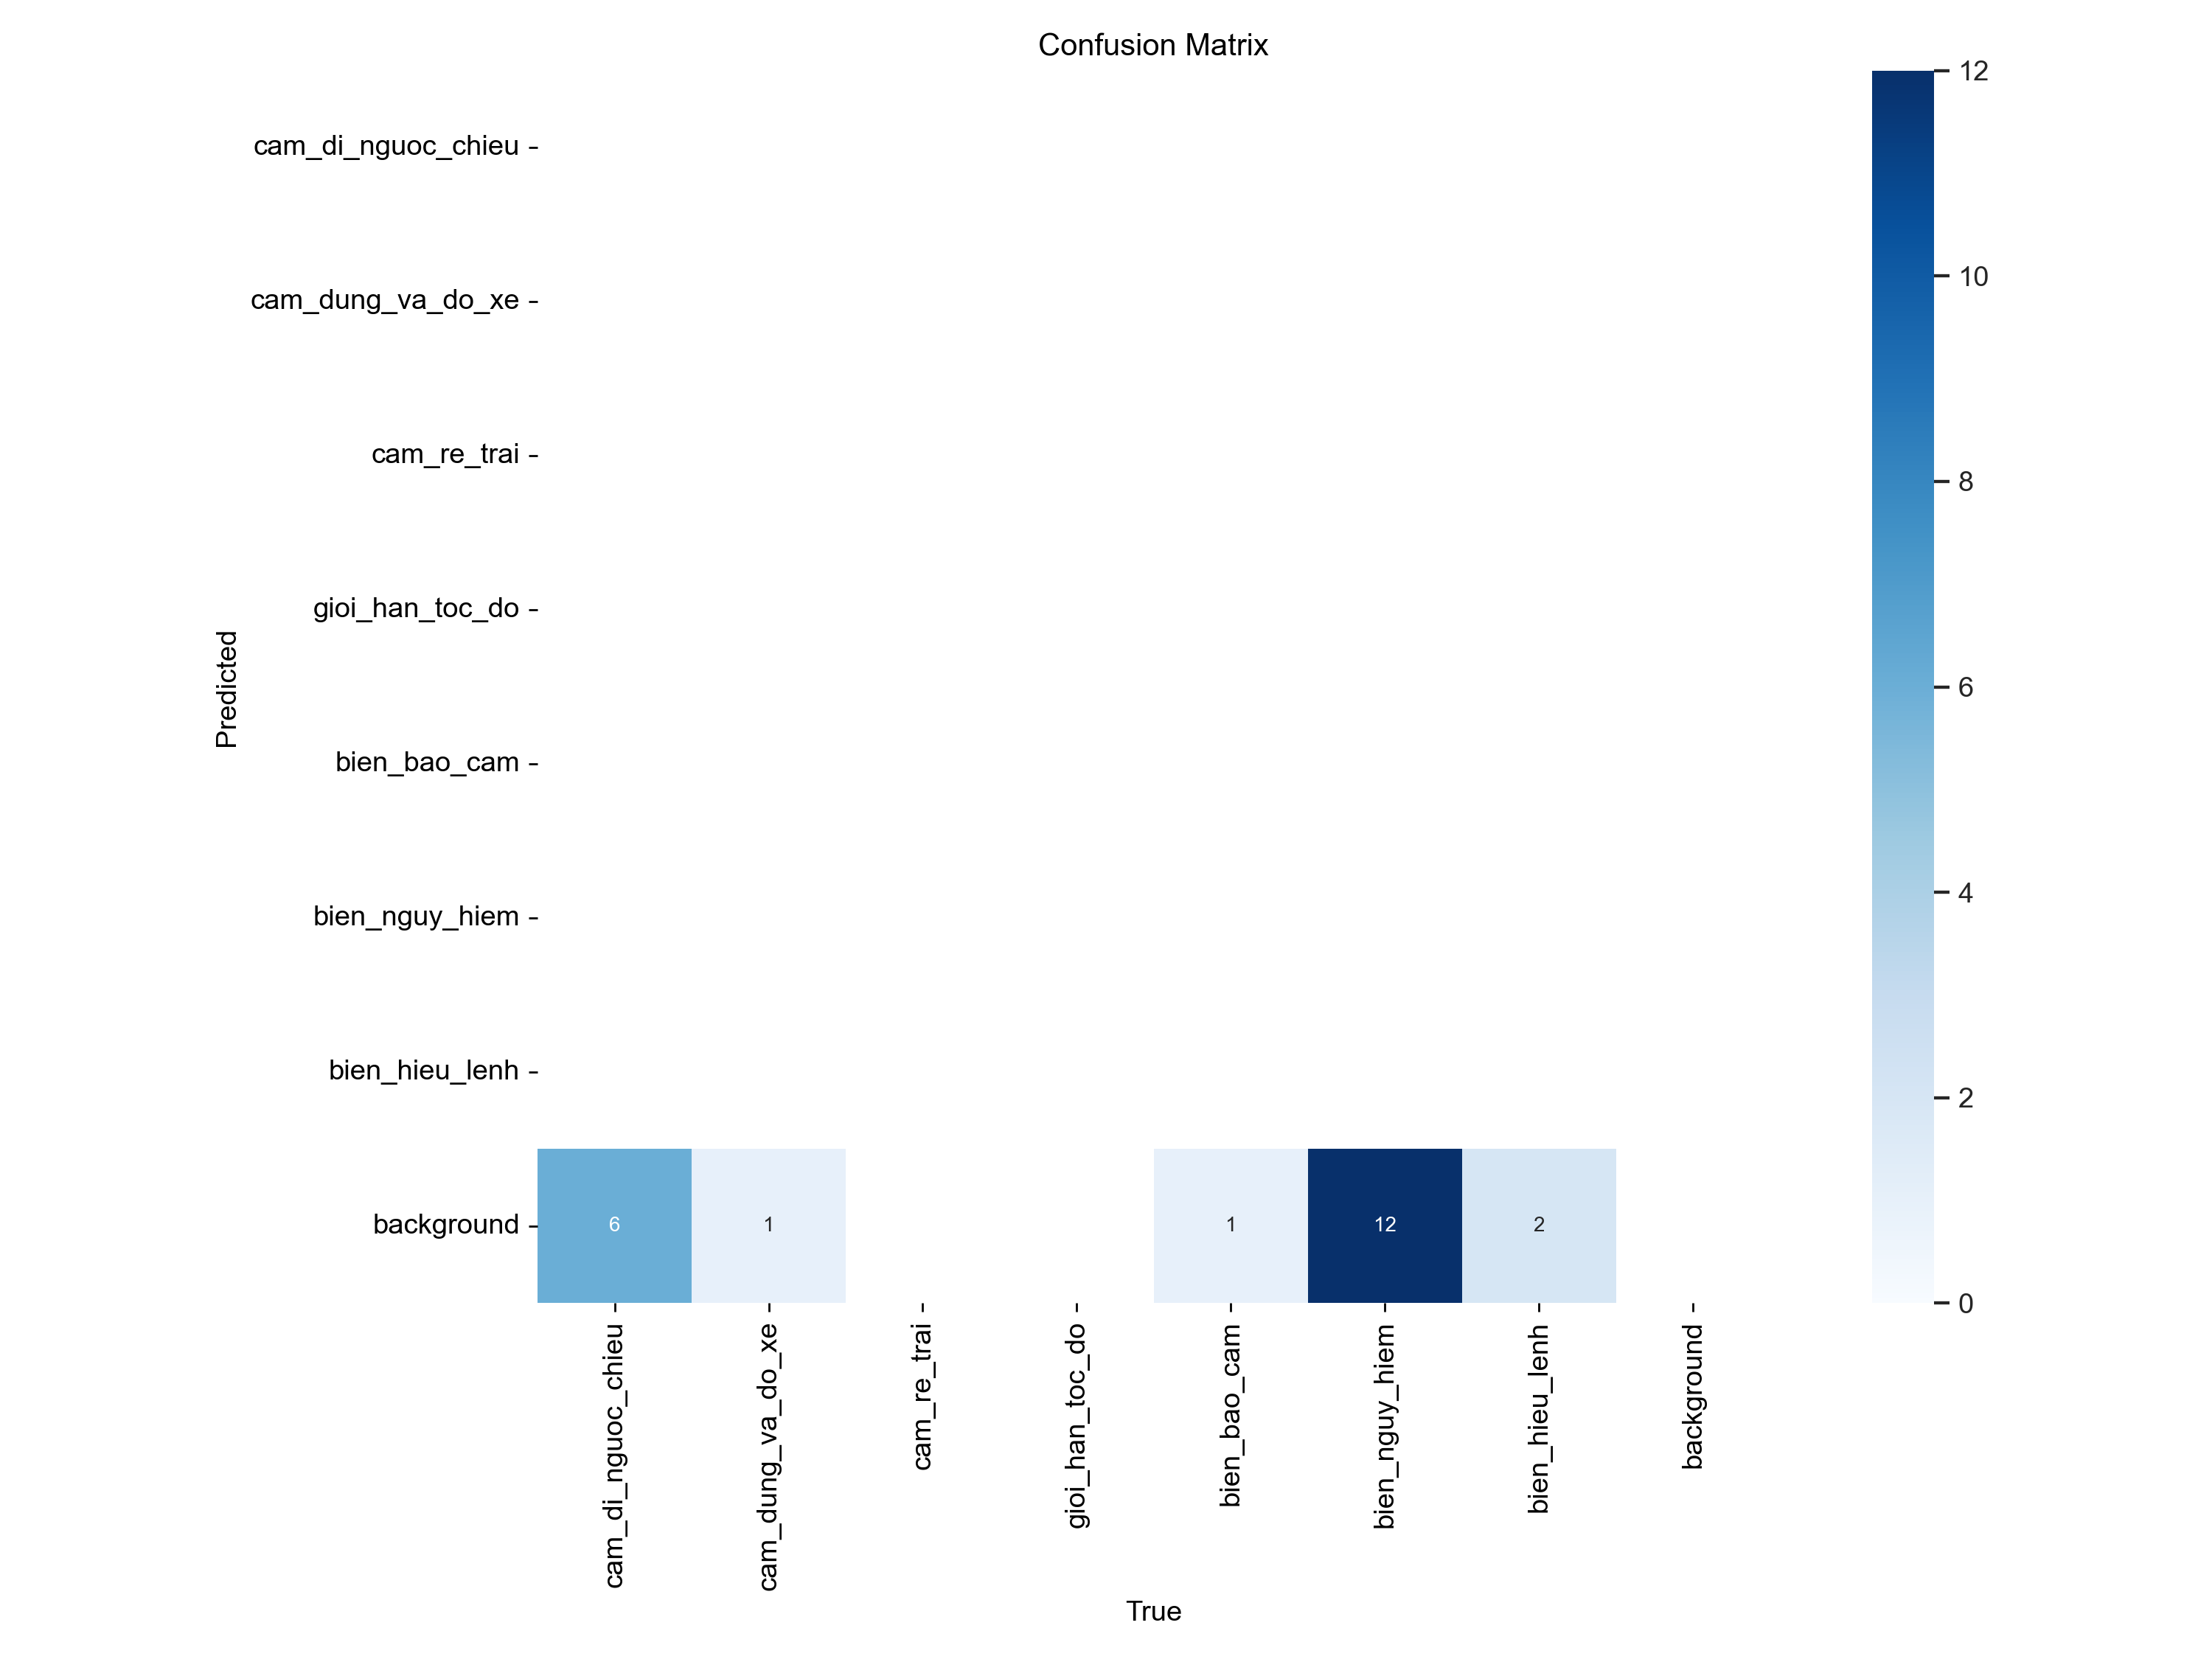 Confusion Matrix
cam_di_nguoc_chieu
cam_dung_va_do_xe
cam_re_trai
gioi_han_toc_do
bien_bao_cam
bien_nguy_hiem
bien_hieu_lenh
background
Predicted
6
1
1
12
2
cam_di_nguoc_chieu
cam_dung_va_do_xe
cam_re_trai
gioi_han_toc_do
bien_bao_cam
bien_nguy_hiem
bien_hieu_lenh
background
True
12
10
8
6
4
2
0